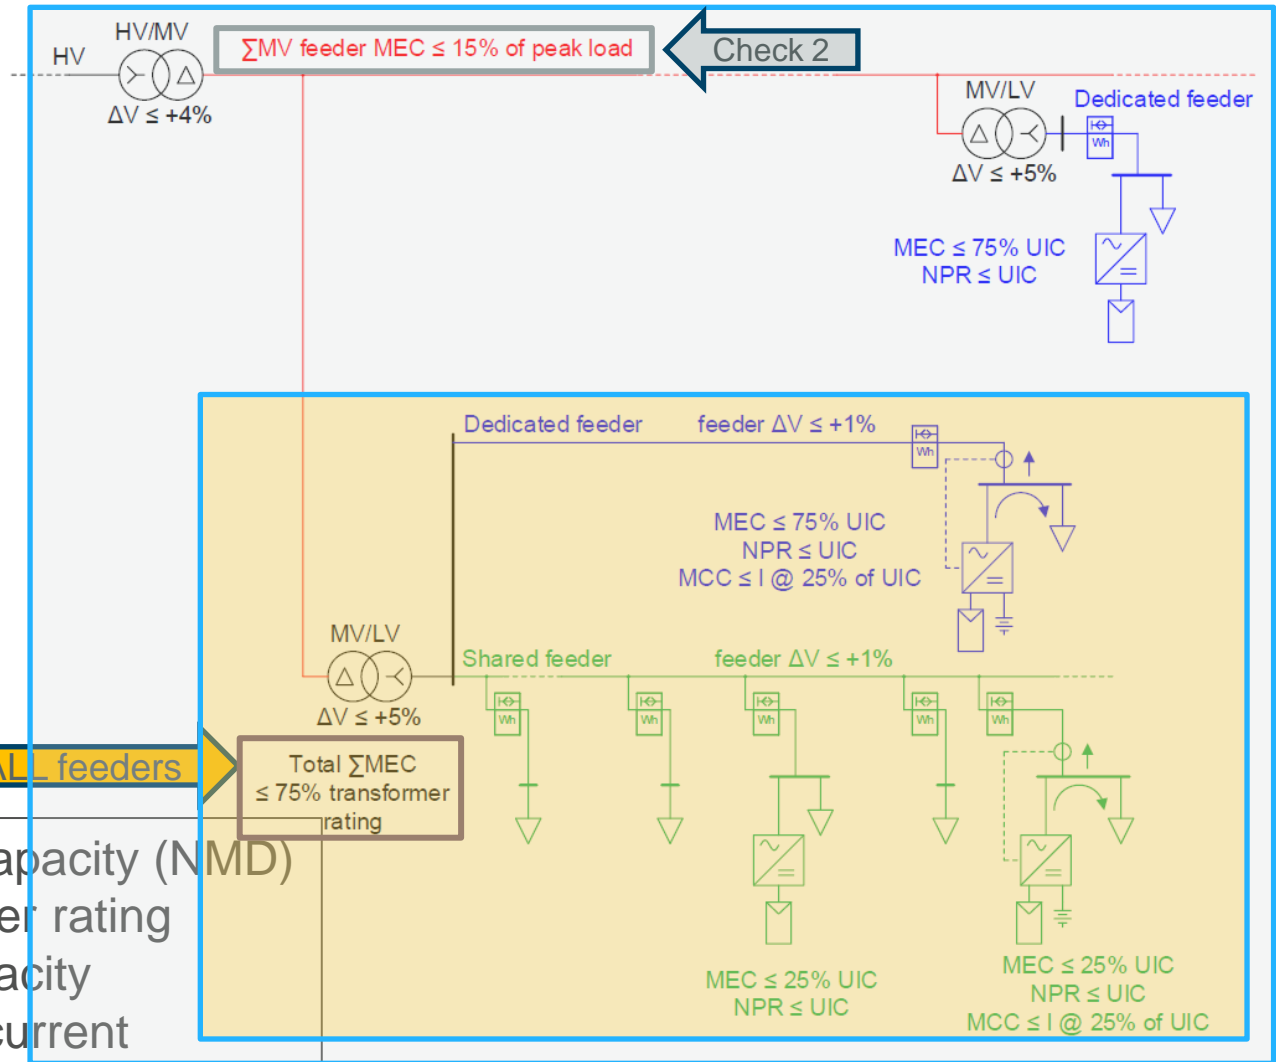 HV/MV
HV
∑MV feeder MEC ≤ 15% of peak load
Check 2
ΔV ≤ +4%
MV/LV
Dedicated feeder
Wh
ΔV ≤ +5%
MEC ≤ 75% UIC
NPR ≤ UIC
Dedicated feeder feeder ΔV ≤ +1%
Wh
MEC ≤ 75% UIC
NPR ≤ UIC
MCC ≤ I @ 25% of UIC
MV/LV
Shared feeder feeder ΔV ≤ +1%
Wh Wh Wh Wh Wh
ΔV ≤ +5%
ALL feeders
Total ∑MEC
≤ 75% transformer
rating
apacity (NMD)
er rating
acity
current
MEC ≤ 25% UIC
NPR ≤ UIC
MEC ≤ 25% UIC
NPR ≤ UIC
MCC ≤ I @ 25% of UIC